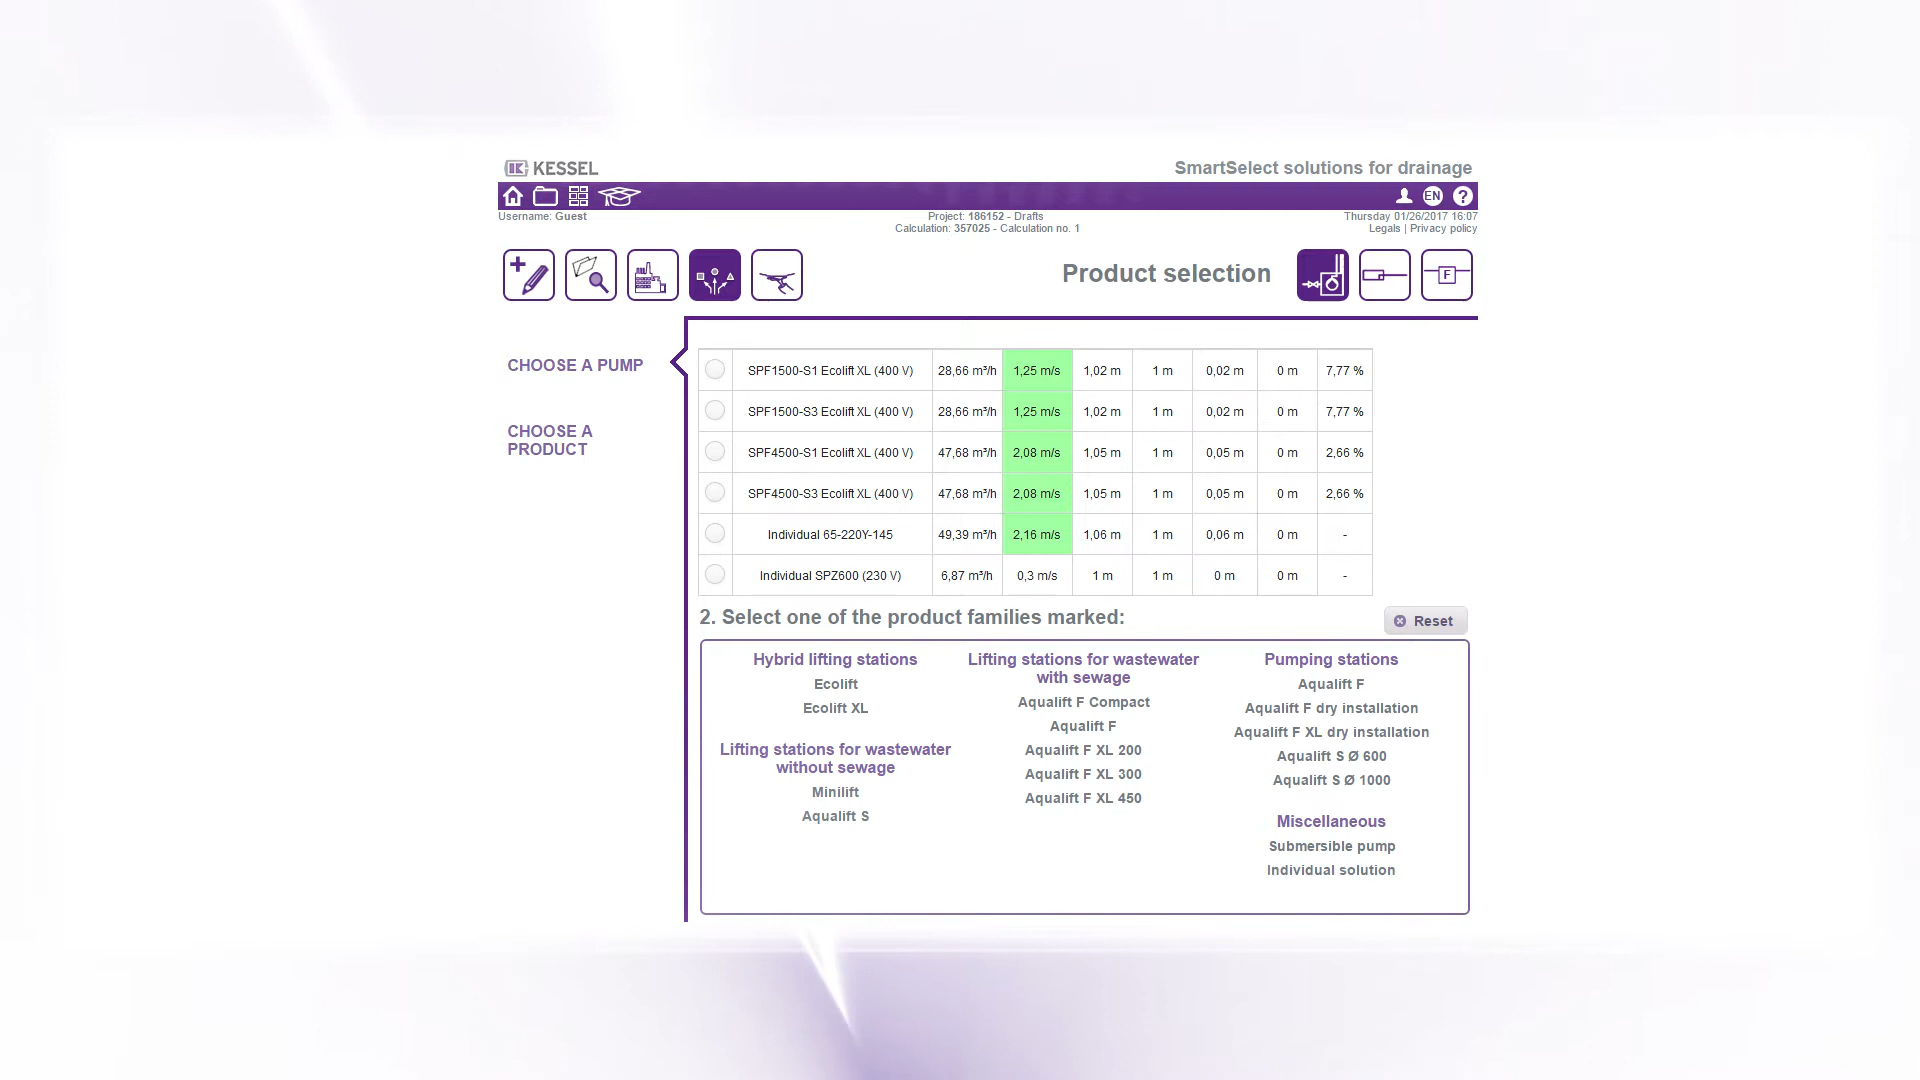 KESSEL
SmartSelect solutions for drainage
EN ?
Username: Guest
Project: 186152 - Drafts
Thursday 01/26/2017 16:07
Calculation: 357025 - Calculation no. 1
Legals | Privacy policy
Product selection
F
CHOOSE A PUMP
CHOOSE A
PRODUCT
SPF1500-S1 Ecolift XL (400 V) 28,66 m³/h 1,25 m/s 1,02 m 1 m 0,02 m 0 m 7,77 %
SPF1500-S3 Ecolift XL (400 V) 28,66 m³/h 1,25 m/s 1,02 m 1 m 0,02 m 0 m 7,77 %
SPF4500-S1 Ecolift XL (400 V) 47,68 m³/h 2,08 m/s 1,05 m 1 m 0,05 m 0 m 2,66 %
SPF4500-S3 Ecolift XL (400 V) 47,68 m³/h 2,08 m/s 1,05 m 1 m 0,05 m 0 m 2,66 %
Individual 65-220Y-145 49,39 m³/h 2,16 m/s 1,06 m 1 m 0,06 m 0 m -
Individual SPZ600 (230 V) 6,87 m³/h 0,3 m/s 1 m 1 m 0 m 0 m -
2. Select one of the product families marked:
Reset
Hybrid lifting stations
Ecolift
Ecolift XL
Lifting stations for wastewater
without sewage
Minilift
Aqualift S
Lifting stations for wastewater
with sewage
Aqualift F Compact
Aqualift F
Aqualift F XL 200
Aqualift F XL 300
Aqualift F XL 450
Pumping stations
Aqualift F
Aqualift F dry installation
Aqualift F XL dry installation
Aqualift S Ø 600
Aqualift S Ø 1000
Miscellaneous
Submersible pump
Individual solution